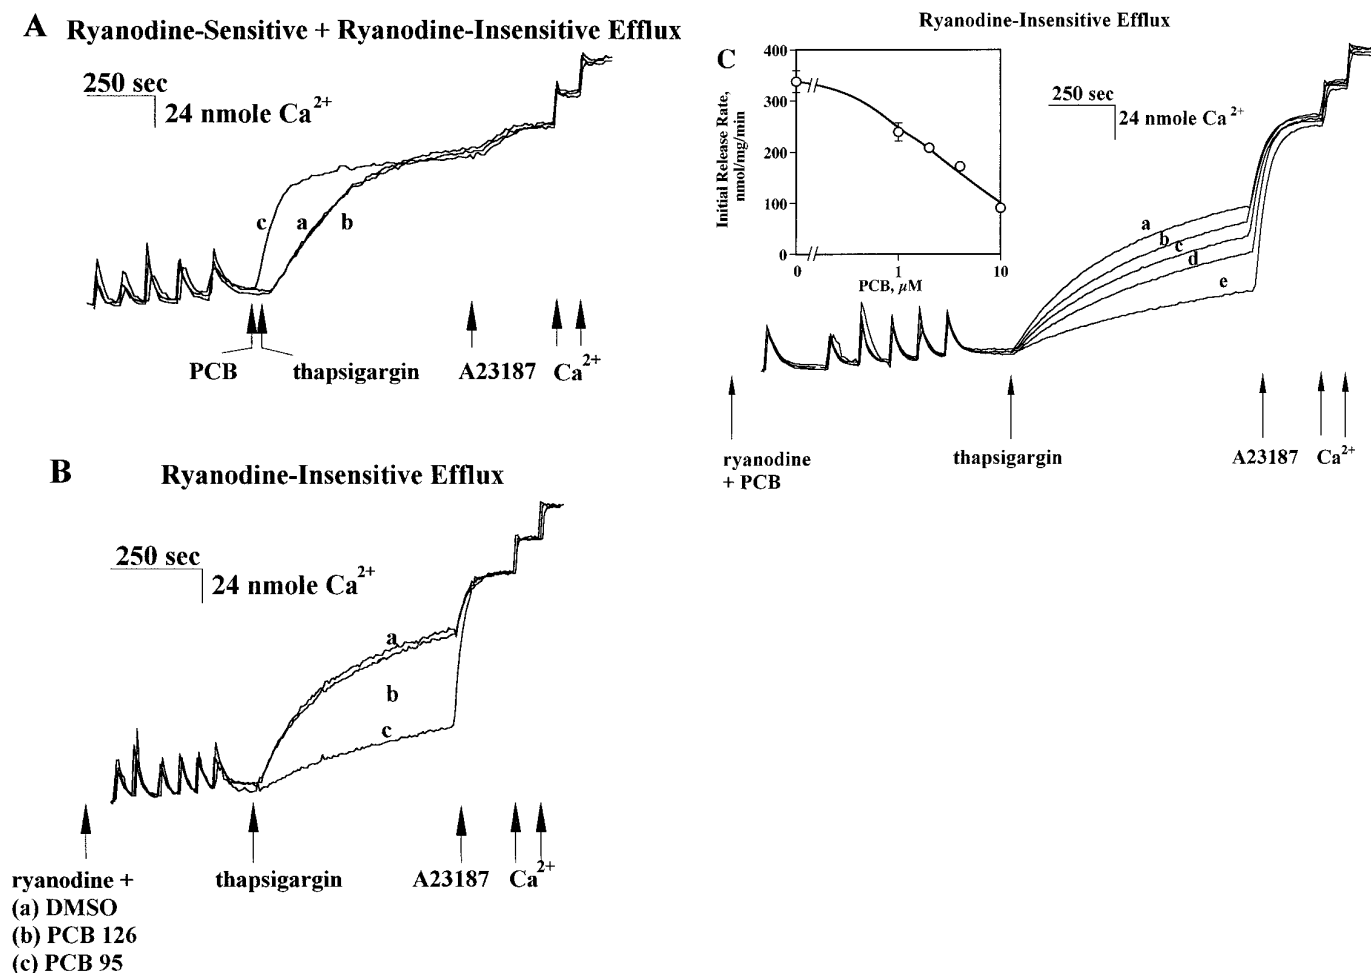 A Ryanodine-Sensitive + Ryanodine-Insensitive Efflux
250 sec
24 nmole Ca2+
c a b
PCB thapsigargin A23187 Ca2+
B Ryanodine-Insensitive Efflux
250 sec
24 nmole Ca2+
a
b
c
ryanodine + thapsigargin A23187 Ca2+
(a) DMSO
(b) PCB 126
(c) PCB 95
Ryanodine-Insensitive Efflux
C
Initial Release Rate,
nmol/mg/min
400
300
200
100
0
0 1 10
PCB, μM
250 sec
24 nmole Ca2+
a
b
c
d
e
ryanodine thapsigargin A23187 Ca2+
+ PCB